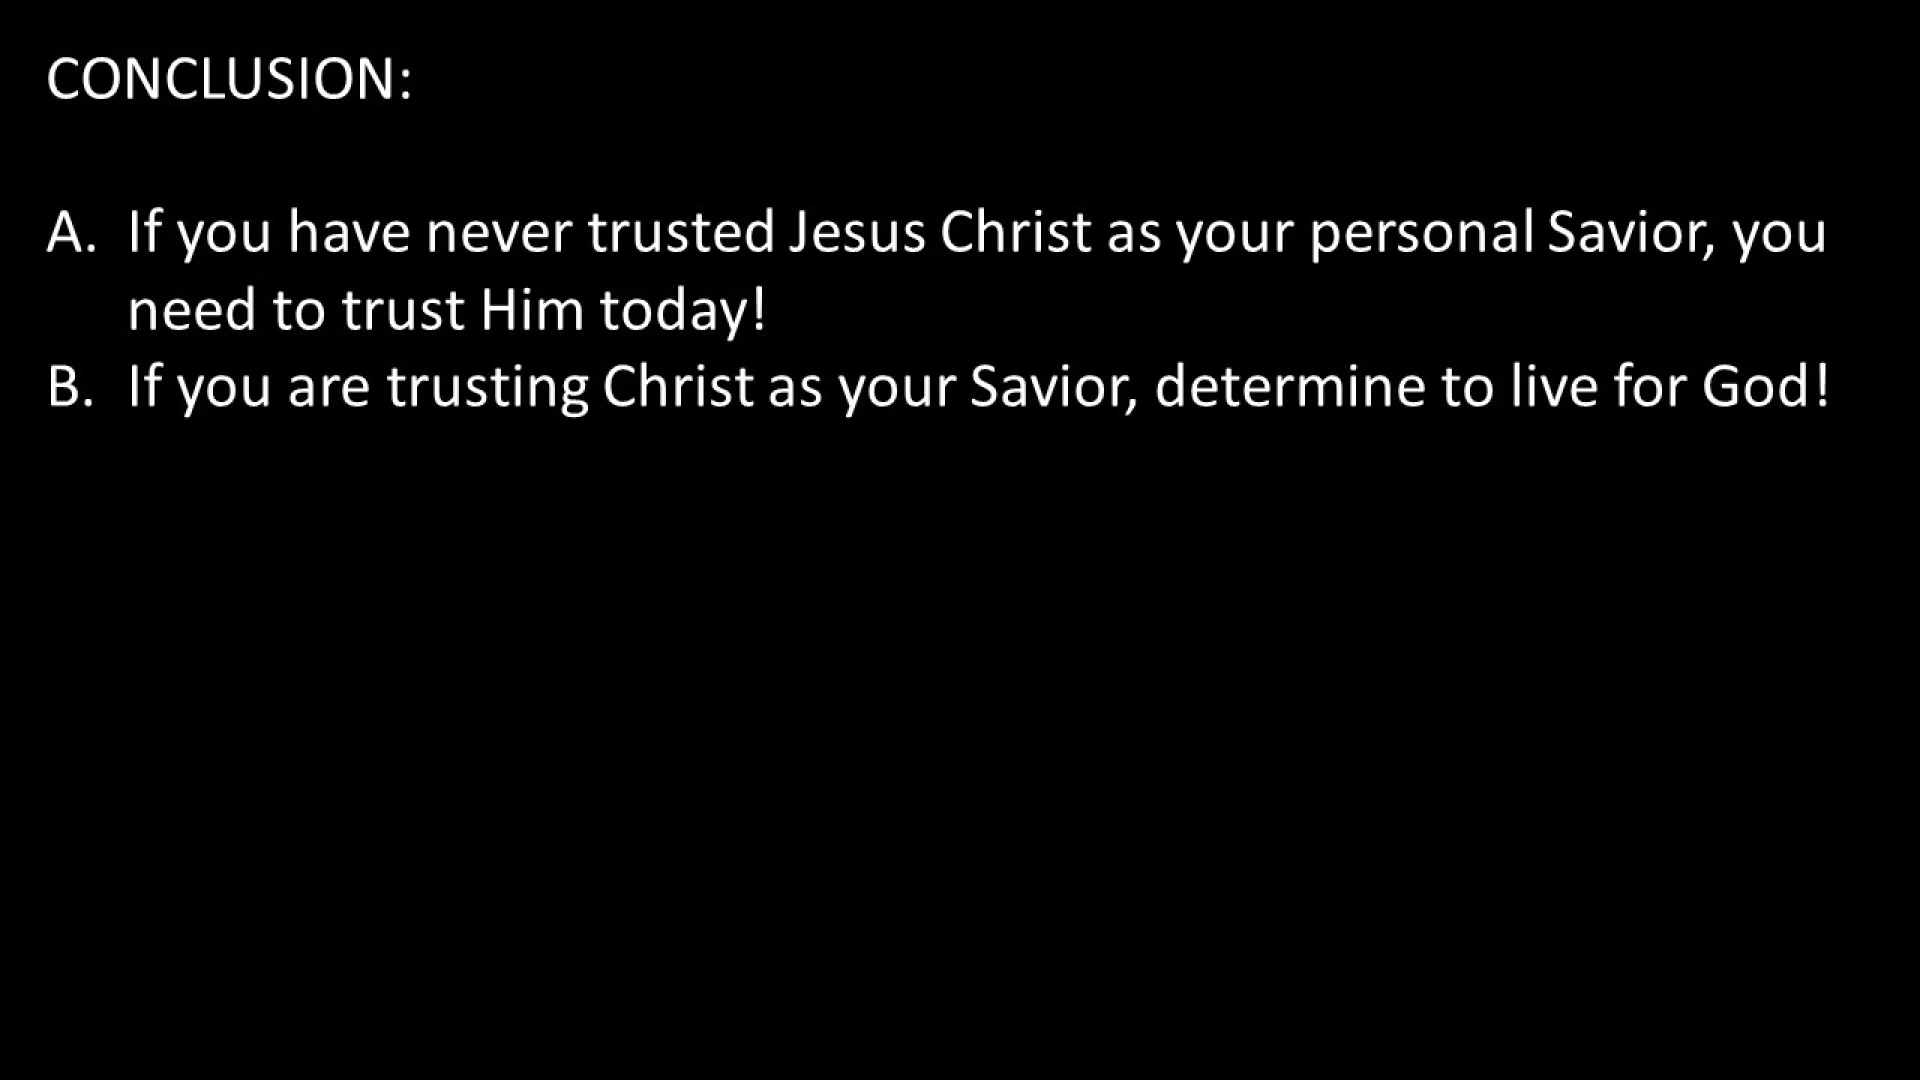 CONCLUSION:
A. If you have never trusted Jesus Christ as your personal Savior, you
need to trust Him today!
B. If you are trusting Christ as your Savior, determine to live for God!